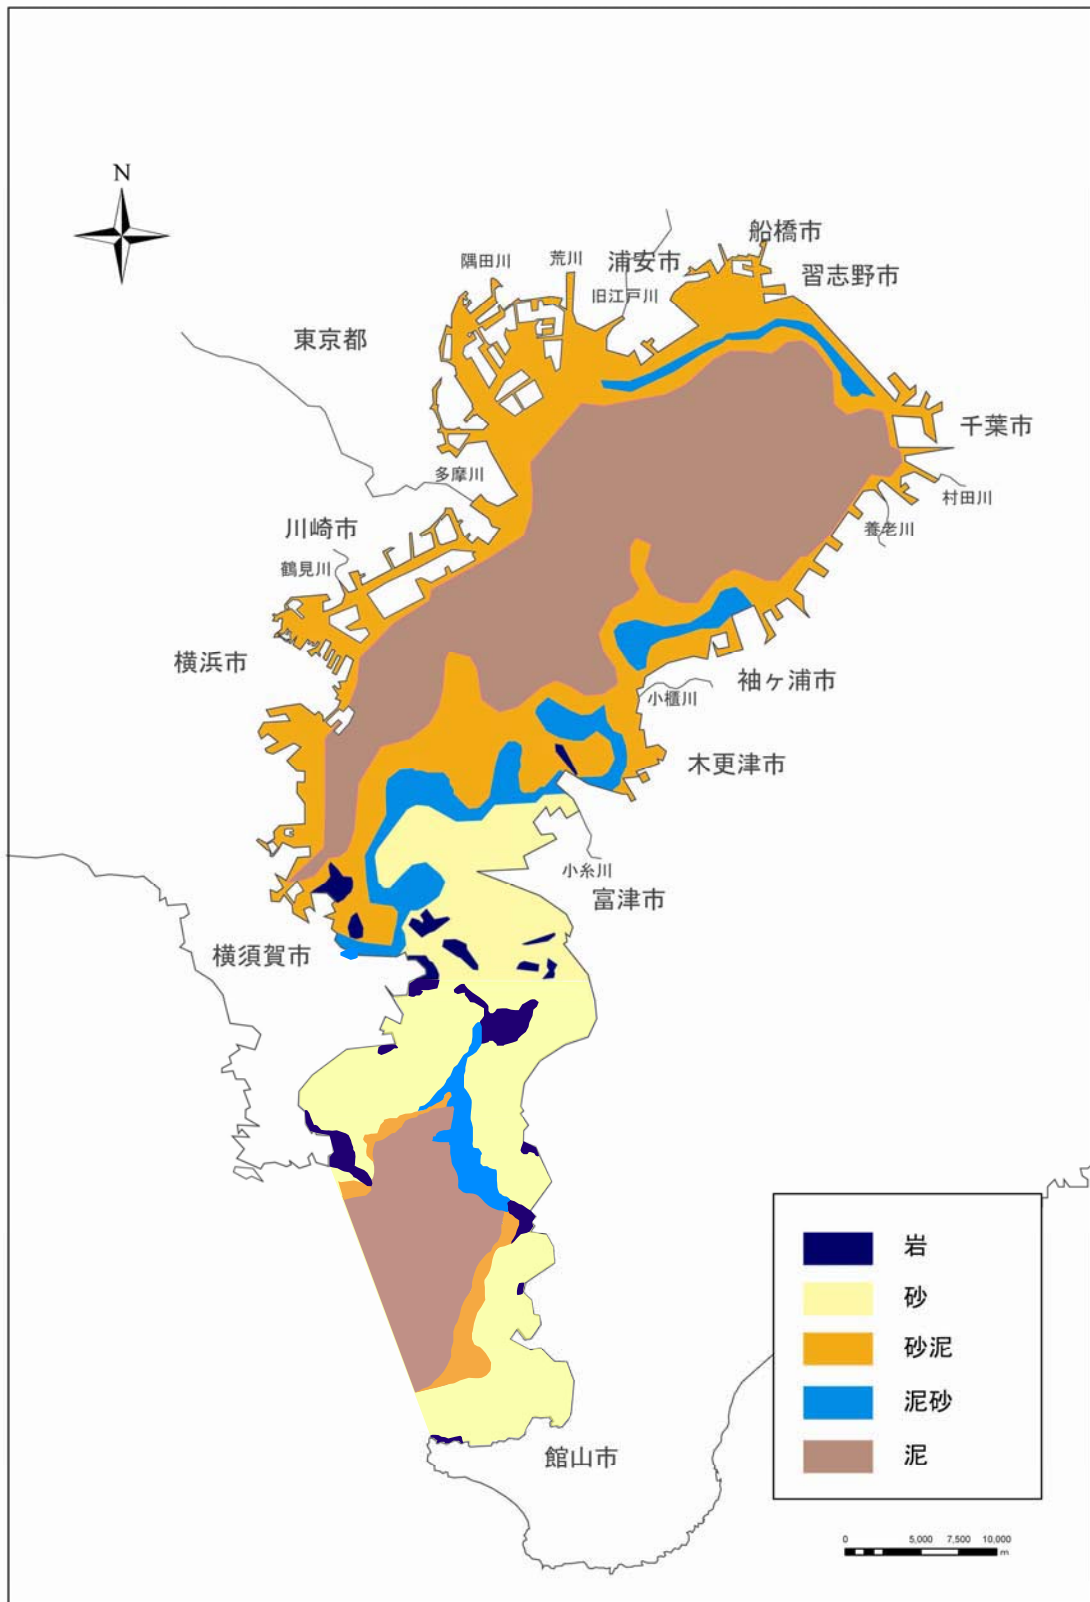 N
船橋市
隅田川
荒川
浦安市
習志野市
旧江戸川
東京都
千葉市
多摩川
村田川
川崎市
養老川
鶴見川
横浜市
袖ヶ浦市
小櫃川
木更津市
小糸川
富津市
横須賀市
岩
砂
砂泥
泥砂
泥
館山市
0 5,000 7,500 10,000
m